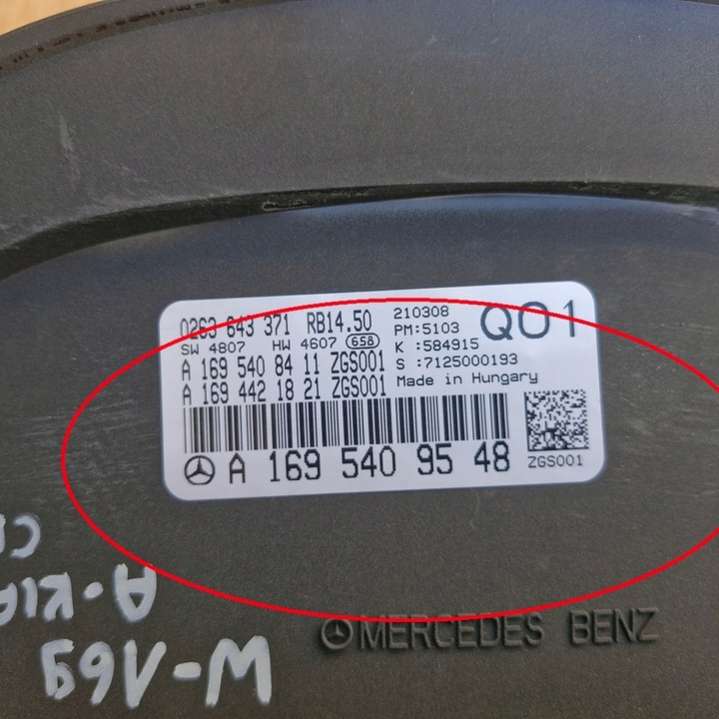 0263 643 371 RB14.50
SW 4807 HW 4607 658
A 169 540 84 11 ZGS001
A 169 442 18 21 ZGS001
210308
PM:5103
K :584915
S :7125000193
Made in Hungary
Q01
A 169 540 95 48
ZGS001
MERCEDES BENZ
W-169